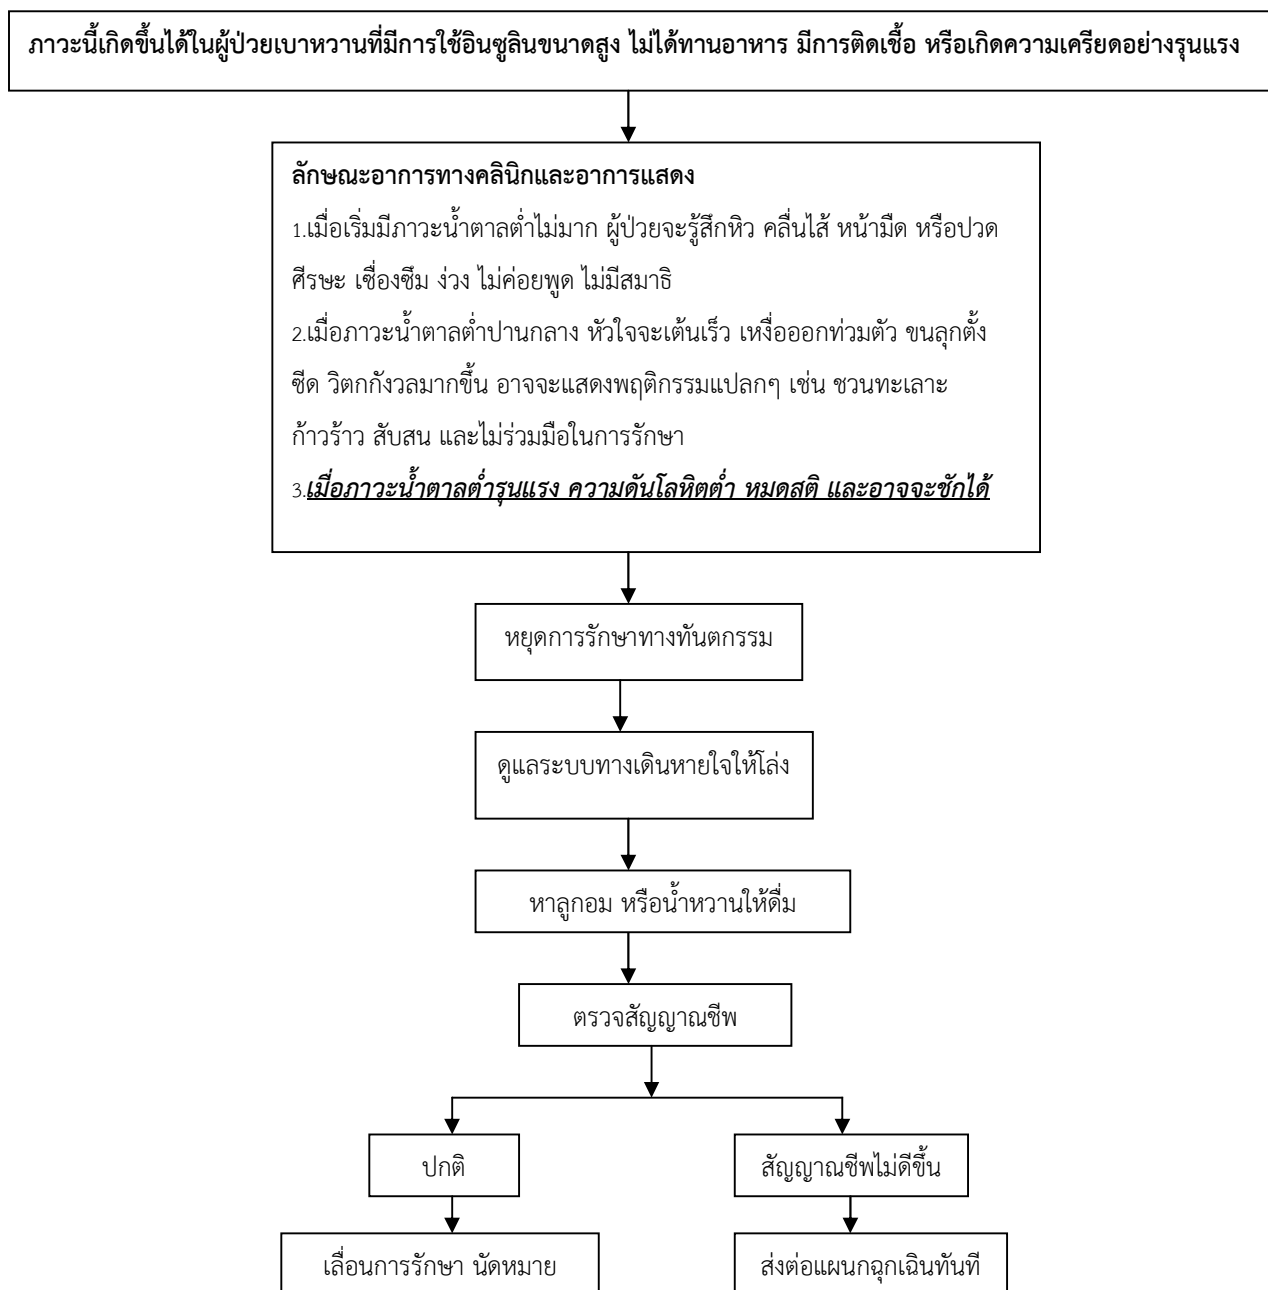 ภาวะนี้เกิดขึ้นได้ในผู้ป่วยเบาหวานที่มีการใช้อินซูลินขนาดสูง ไม่ได้ทานอาหาร มีการติดเชื้อ หรือเกิดความเครียดอย่างรุนแรง
ลักษณะอาการทางคลินิกและอาการแสดง
1.เมื่อเริ่มมีภาวะน้ำตาลต่ำไม่มาก ผู้ป่วยจะรู้สึกหิว คลื่นไส้ หน้ามืด หรือปวด
ศีรษะ เซื่องซึม ง่วง ไม่ค่อยพูด ไม่มีสมาธิ
2.เมื่อภาวะน้ำตาลต่ำปานกลาง หัวใจจะเต้นเร็ว เหงื่อออกท่วมตัว ขนลุกตั้ง
ซีด วิตกกังวลมากขึ้น อาจจะแสดงพฤติกรรมแปลกๆ เช่น ชวนทะเลาะ
ก้าวร้าว สับสน และไม่ร่วมมือในการรักษา
3.เมื่อภาวะน้ำตาลต่ำรุนแรง ความดันโลหิตต่ำ หมดสติ และอาจจะชักได้
หยุดการรักษาทางทันตกรรม
ดูแลระบบทางเดินหายใจให้โล่ง
หาลูกอม หรือน้ำหวานให้ดื่ม
ตรวจสัญญาณชีพ
ปกติ
สัญญาณชีพไม่ดีขึ้น
เลื่อนการรักษา นัดหมาย
ส่งต่อแผนกฉุกเฉินทันที